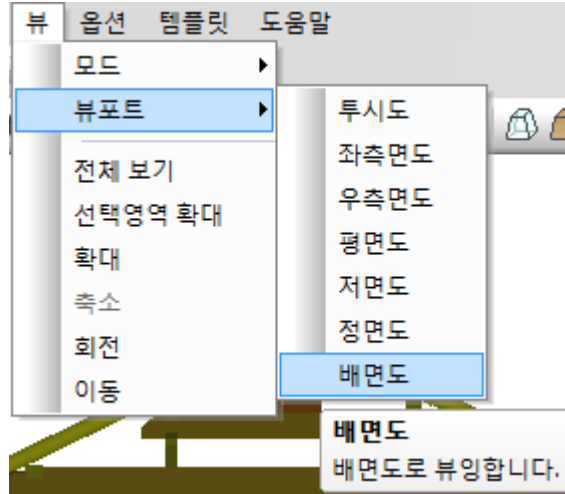 뷰 옵션 템플릿 도움말
모드
뷰포트
전체 보기
선택영역 확대
확대
축소
회전
이동
투시도
좌측면도
우측면도
평면도
저면도
정면도
배면도
배면도
배면도로 뷰잉합니다.